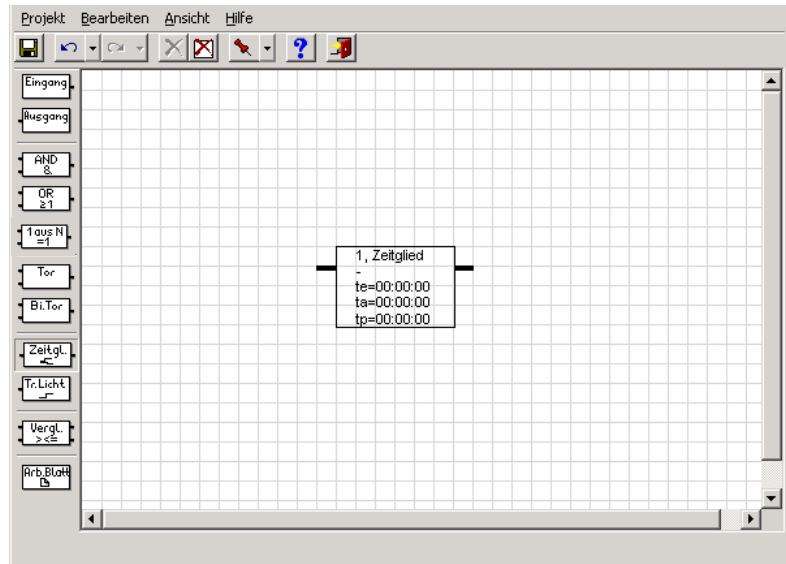 Projekt Bearbeiten Ansicht Hilfe
?
Eingang
Ausgang
AND
&
OR
≥1
1 aus N
=1
Tor
Bi.Tor
Zeitgl.
Tr.Licht
Vergl.
><=
Arb.Blatt
1, Zeitglied
-
te=00:00:00
ta=00:00:00
tp=00:00:00